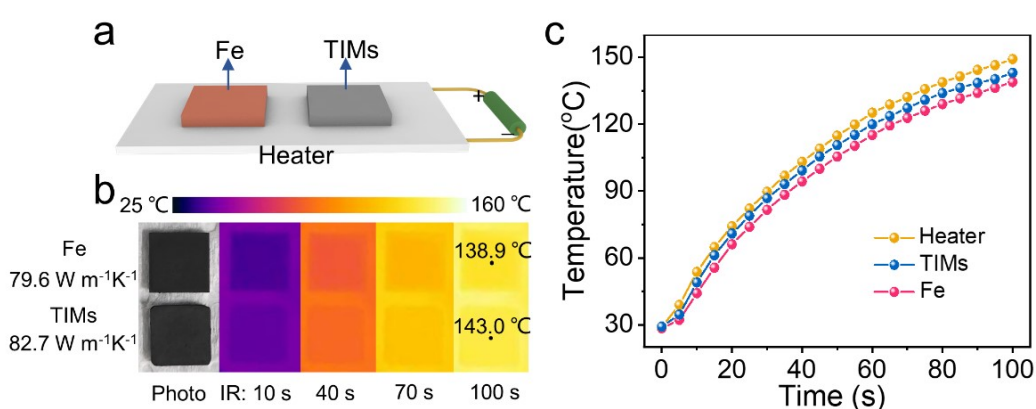 a
Fe
TIMs
+
−
Heater
b
25 ℃
160 ℃
Fe
79.6 W m⁻¹K⁻¹
138.9 ℃
TIMs
82.7 W m⁻¹K⁻¹
143.0 ℃
Photo IR: 10 s 40 s 70 s 100 s
c
Temperature(°C)
150
120
90
60
30
Heater
TIMs
Fe
0 20 40 60 80 100
Time (s)